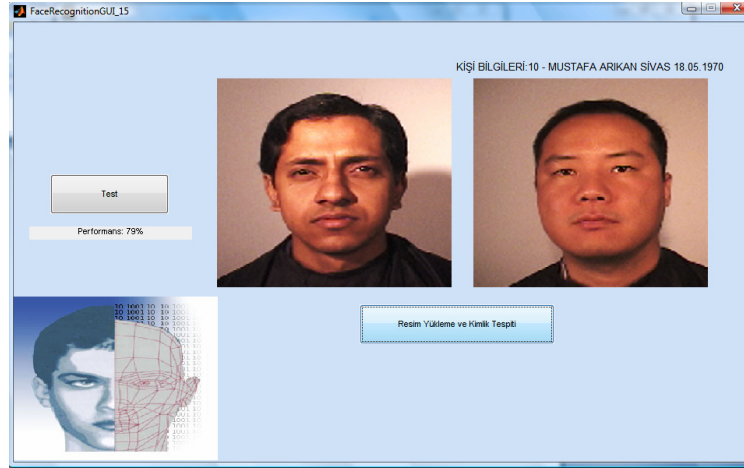 FaceRecognitionGUI_15
KİŞİ BİLGİLERİ:10 - MUSTAFA ARIKAN SİVAS 18.05.1970
Test
Performans: 79%
Resim Yükleme ve Kimlik Tespiti